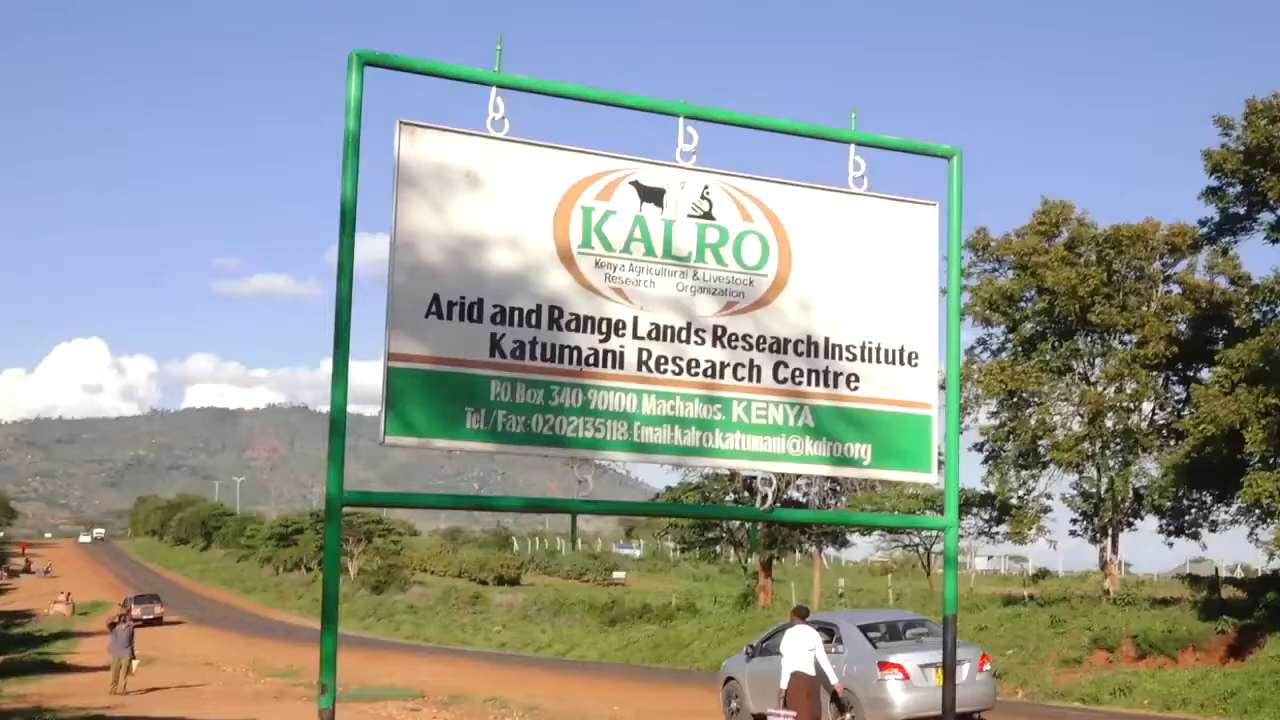 KALRO
Kenya Agricultural & Livestock
Research Organization
Arid and Range Lands Research Institute
Katumani Research Centre
P.O. Box 340-90100, Machakos, KENYA
Tel./Fax:0202135118, Email:kalro.katumani@kalro.org